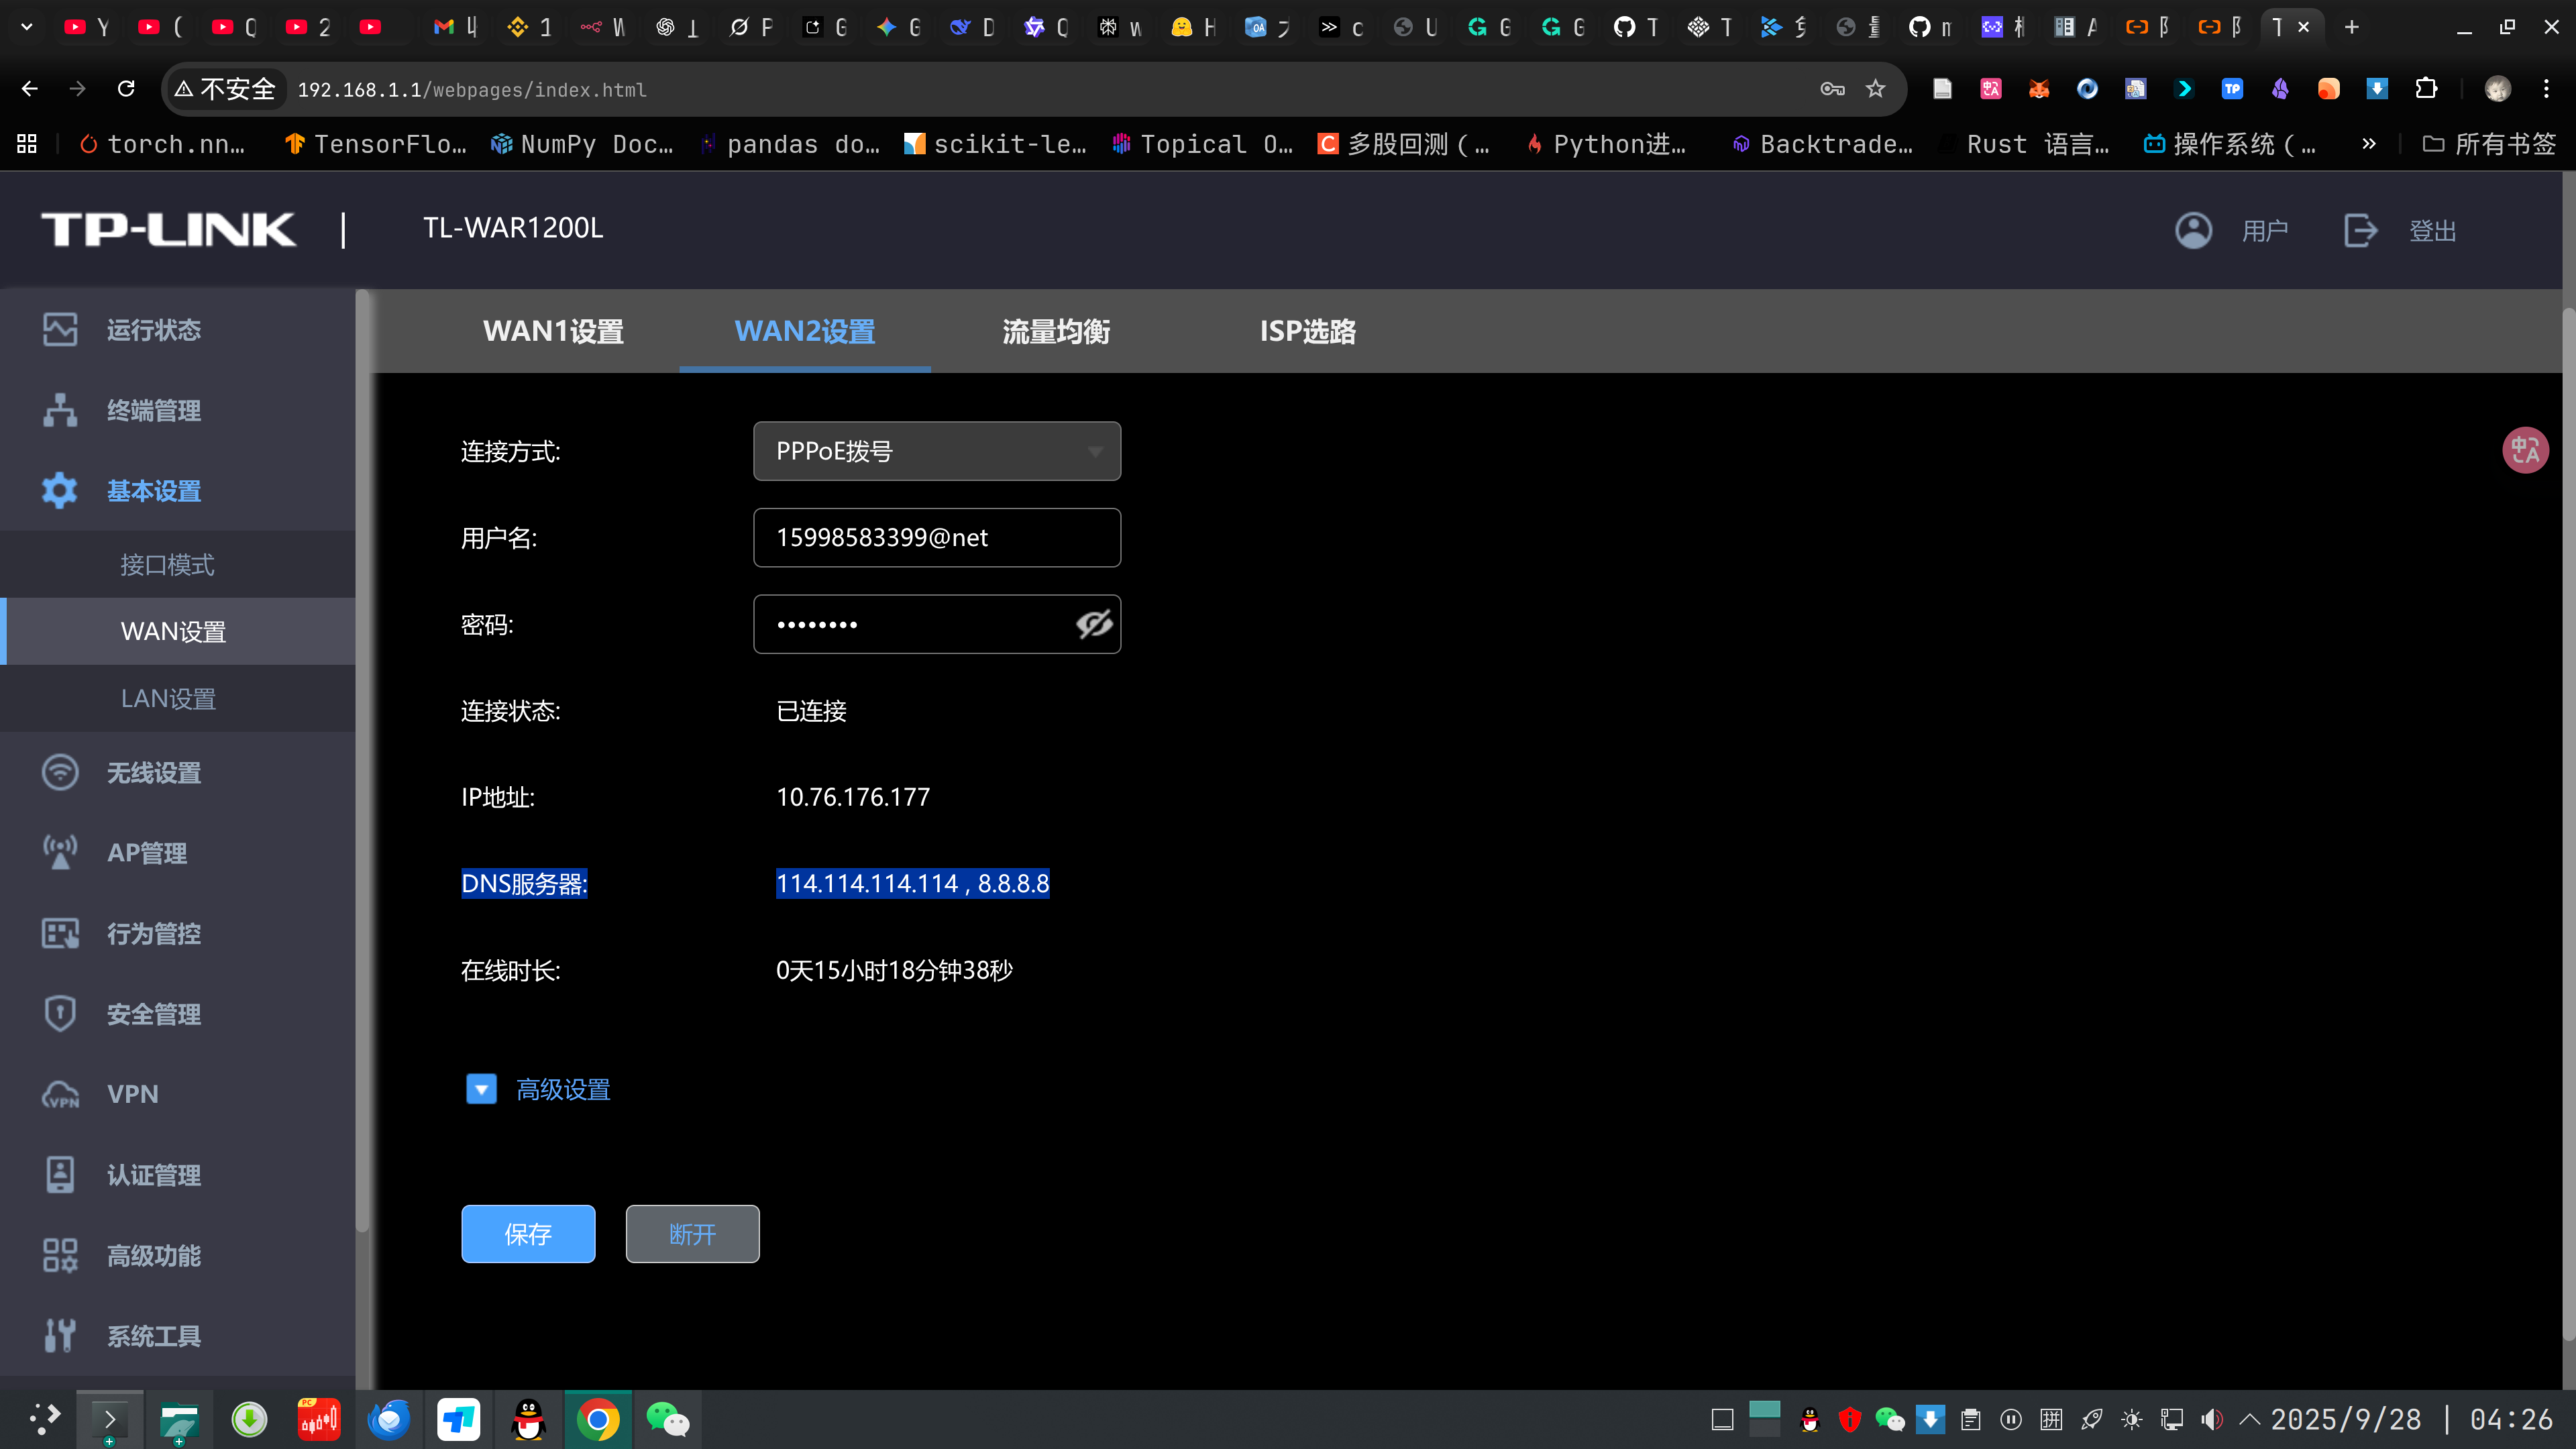 不安全 192.168.1.1/webpages/index.html
torch.nn… TensorFlo… NumPy Doc… pandas do… scikit-le… Topical O… 多股回测（… Python进… Backtrade… Rust 语言… 操作系统（… 所有书签
TP-LINK | TL-WAR1200L
用户 登出
运行状态
终端管理
基本设置
接口模式
WAN设置
LAN设置
无线设置
AP管理
行为管控
安全管理
VPN
认证管理
高级功能
系统工具
WAN1设置 WAN2设置 流量均衡 ISP选路
连接方式: PPPoE拨号
用户名: 15998583399@net
密码: ••••••••
连接状态: 已连接
IP地址: 10.76.176.177
DNS服务器: 114.114.114.114 , 8.8.8.8
在线时长: 0天15小时18分钟38秒
高级设置
保存 断开
2025/9/28 | 04:26